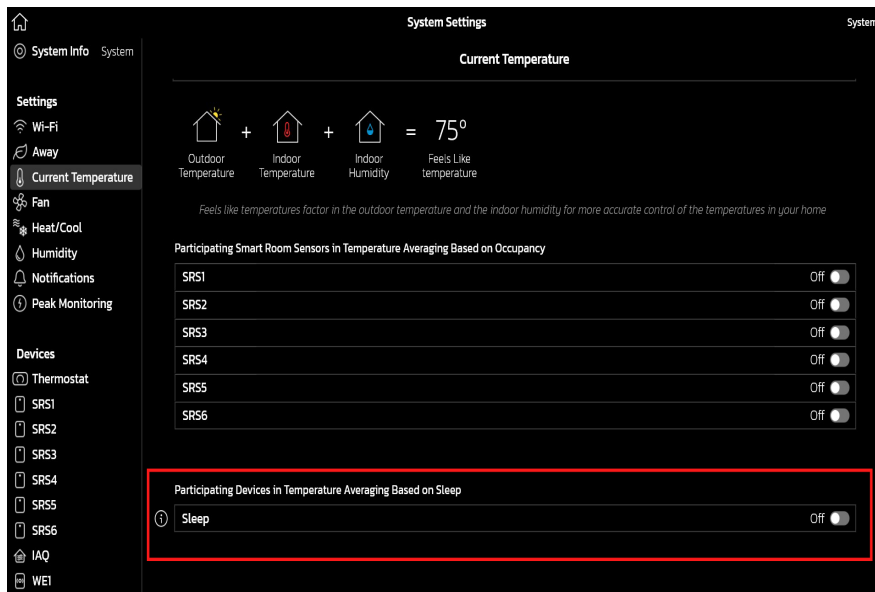 System Settings
System
System Info System
Current Temperature
Settings
Wi-Fi
Away
Current Temperature
Fan
Heat/Cool
Humidity
Notifications
Peak Monitoring
Devices
Thermostat
SRS1
SRS2
SRS3
SRS4
SRS5
SRS6
IAQ
WE1
+ + = 75°
Outdoor Temperature
Indoor Temperature
Indoor Humidity
Feels Like temperature
Feels like temperatures factor in the outdoor temperature and the indoor humidity for more accurate control of the temperatures in your home
Participating Smart Room Sensors in Temperature Averaging Based on Occupancy
SRS1 Off
SRS2 Off
SRS3 Off
SRS4 Off
SRS5 Off
SRS6 Off
Participating Devices in Temperature Averaging Based on Sleep
Sleep Off